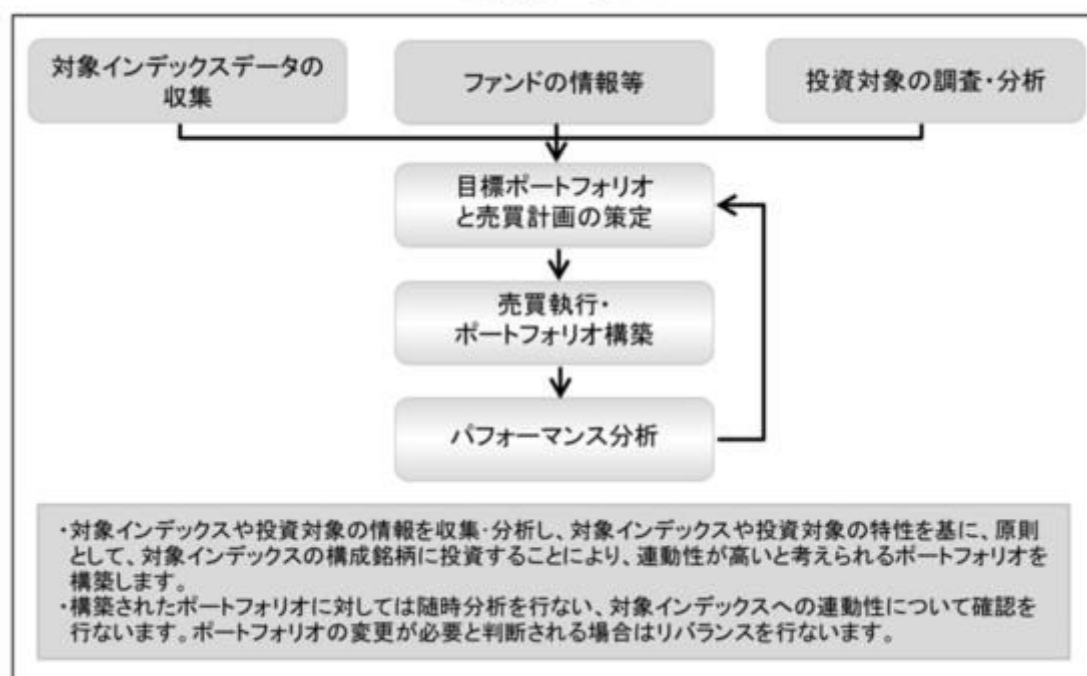 対象インデックスデータの
収集
ファンドの情報等
投資対象の調査・分析
目標ポートフォリオ
と売買計画の策定
売買執行・
ポートフォリオ構築
パフォーマンス分析
・対象インデックスや投資対象の情報を収集・分析し、対象インデックスや投資対象の特性を基に、原則
として、対象インデックスの構成銘柄に投資することにより、連動性が高いと考えられるポートフォリオを
構築します。
・構築されたポートフォリオに対しては随時分析を行ない、対象インデックスへの連動性について確認を
行ないます。ポートフォリオの変更が必要と判断される場合はリバランスを行ないます。